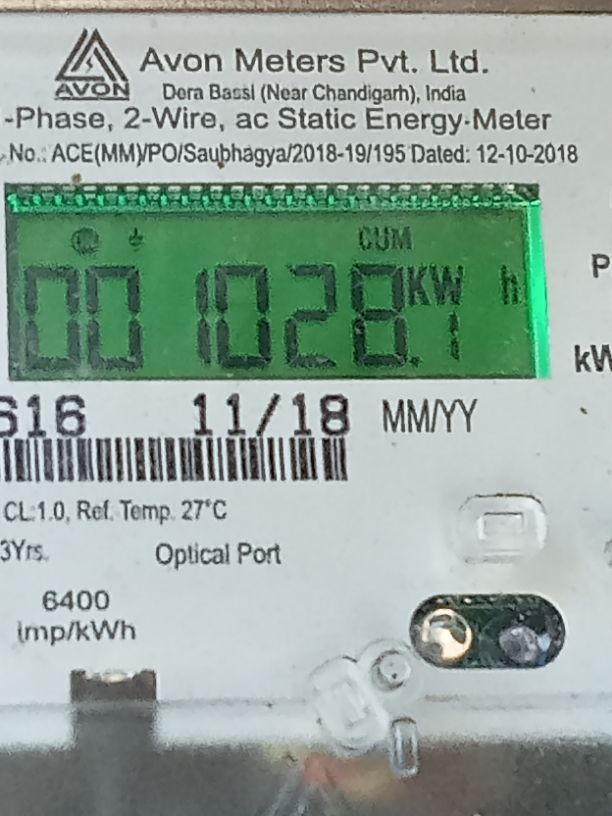 AVON
Avon Meters Pvt. Ltd.
Dera Bassi (Near Chandigarh), India
-Phase, 2-Wire, ac Static Energy-Meter
No.: ACE(MM)/PO/Saubhagya/2018-19/195 Dated: 12-10-2018
CUM
001028.1 KW h
P
kW
616 11/18 MM/YY
CL:1.0, Ref. Temp. 27°C
3Yrs. Optical Port
6400
imp/kWh